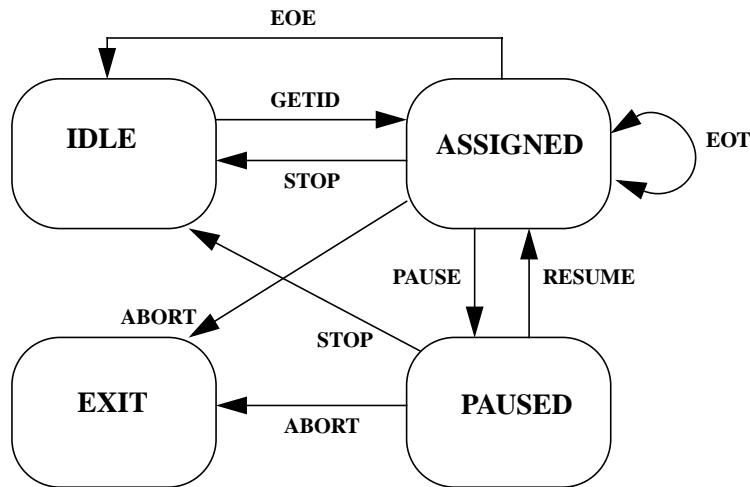 EOE
GETID
IDLE
ASSIGNED
EOT
STOP
PAUSE
RESUME
ABORT
STOP
EXIT
PAUSED
ABORT